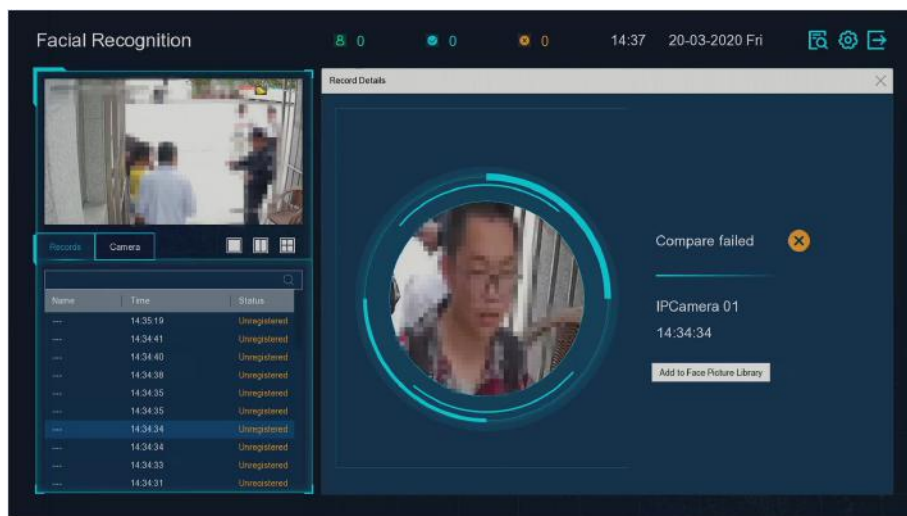 Facial Recognition
0 0 0 14:37 20-03-2020 Fri
Record Details
Records Camera
Name Time Status
--- 14:35:19 Unregistered
--- 14:34:41 Unregistered
--- 14:34:40 Unregistered
--- 14:34:38 Unregistered
--- 14:34:35 Unregistered
--- 14:34:35 Unregistered
--- 14:34:34 Unregistered
--- 14:34:34 Unregistered
--- 14:34:33 Unregistered
--- 14:34:31 Unregistered
Compare failed
IPCamera 01
14:34:34
Add to Face Picture Library